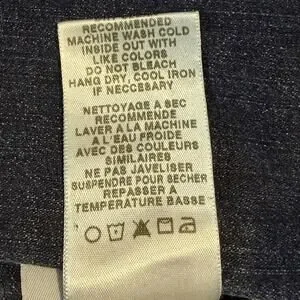 RECOMMENDED
MACHINE WASH COLD
INSIDE OUT WITH
LIKE COLORS
DO NOT BLEACH
HANG DRY, COOL IRON
IF NECCESARY
NETTOYAGE A SEC
RECOMMENDE
LAVER A LA MACHINE
A L'EAU FROIDE
AVEC DES COULEURS
SIMILAIRES
NE PAS JAVELISER
SUSPENDRE POUR SECHER
REPASSER A
TEMPERATURE BASSE